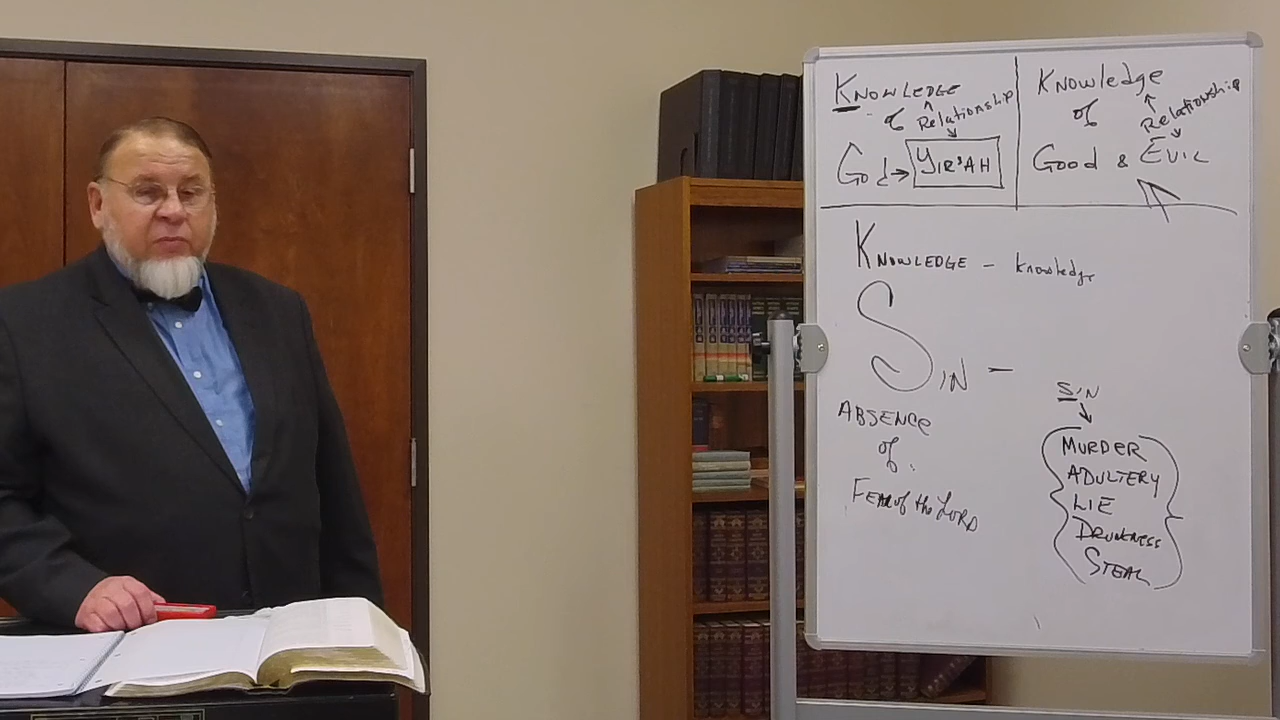 KNOWLEDGE
of Relationship
God → YIR'AH
Knowledge
of Relationship
Good & EVIL
KNOWLEDGE - knowledge
SIN -
ABSENCE
of
FEAR of the LORD
SIN
MURDER
ADULTERY
LIE
DRUNKNESS
STEAL